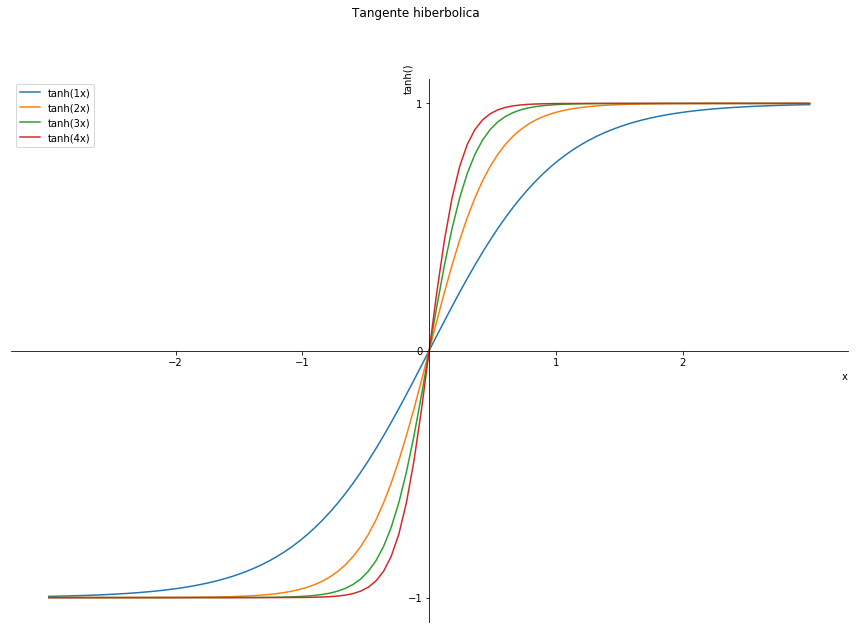 Tangente hiberbolica
tanh()
tanh(1x)
tanh(2x)
tanh(3x)
tanh(4x)
1
0
−2
−1
1
2
x
−1